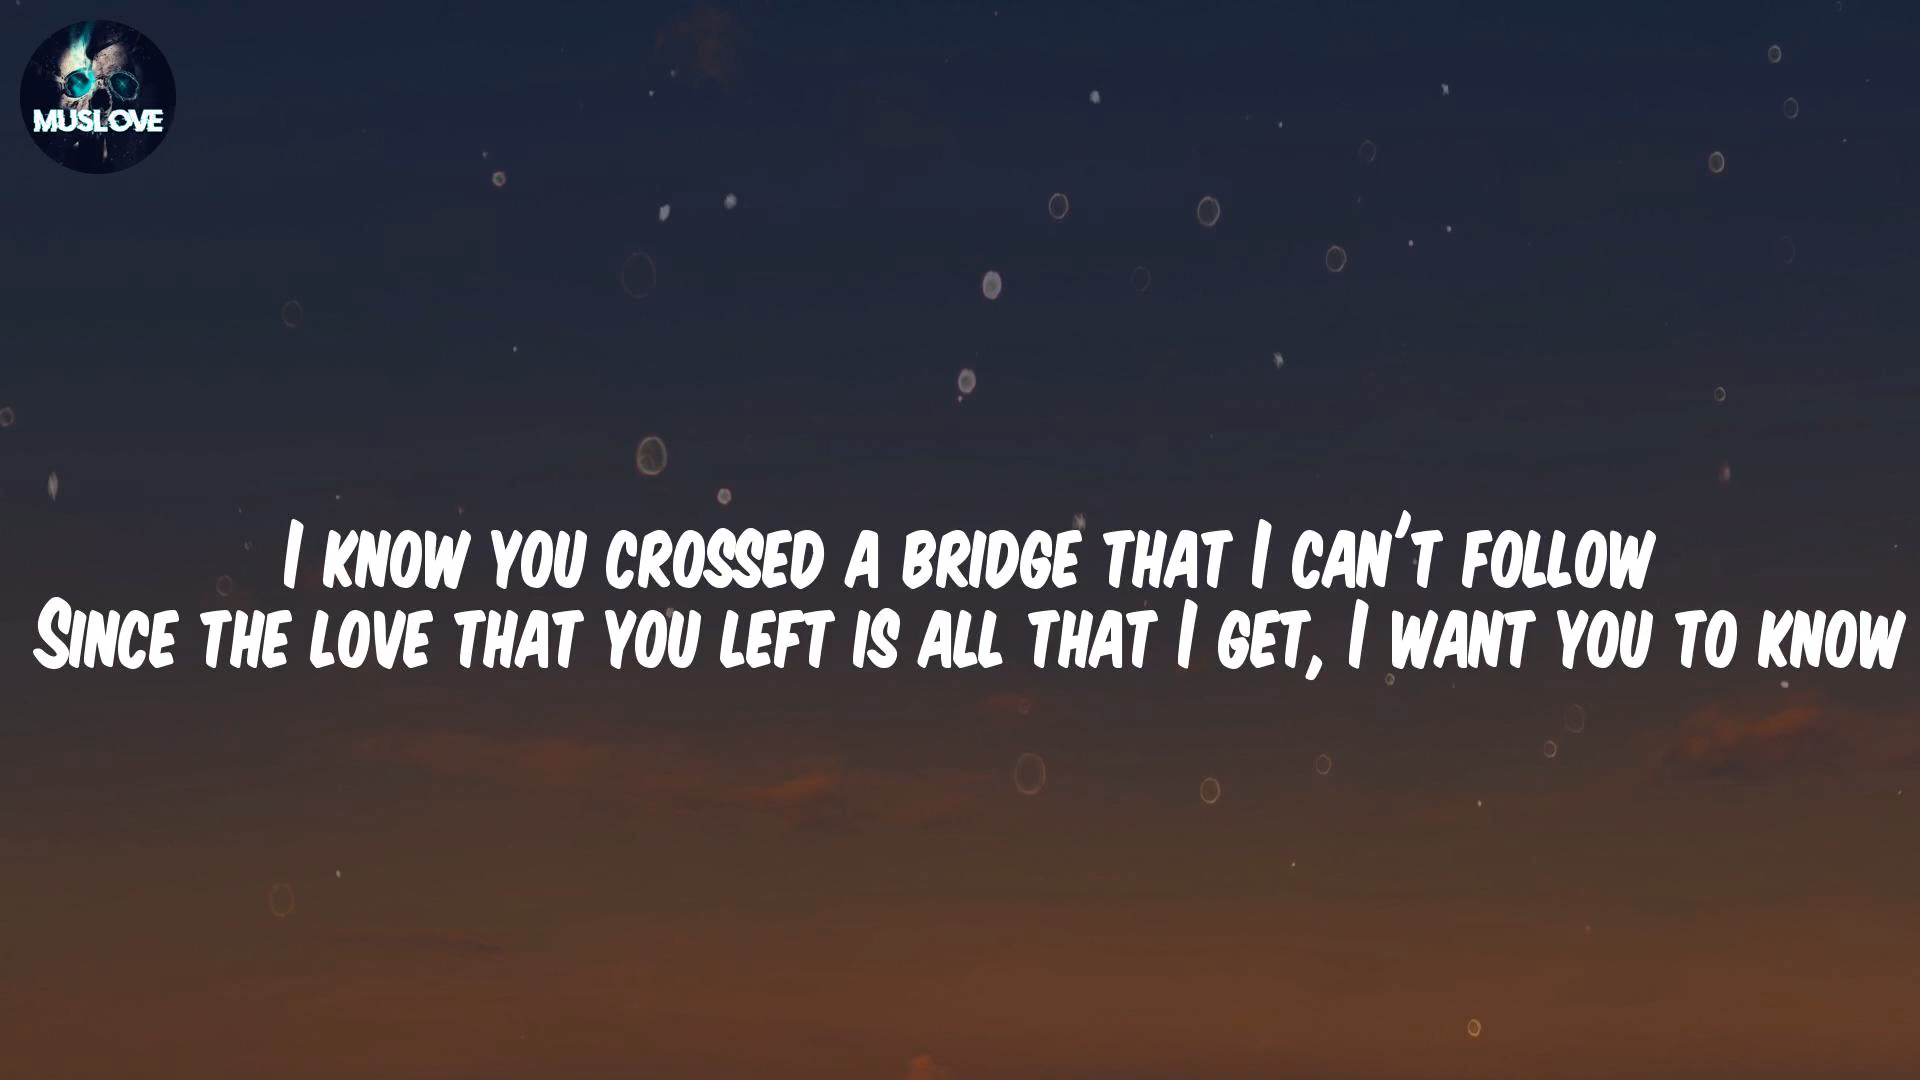 MUSLOVE
I KNOW YOU CROSSED A BRIDGE THAT I CAN'T FOLLOW
SINCE THE LOVE THAT YOU LEFT IS ALL THAT I GET, I WANT YOU TO KNOW